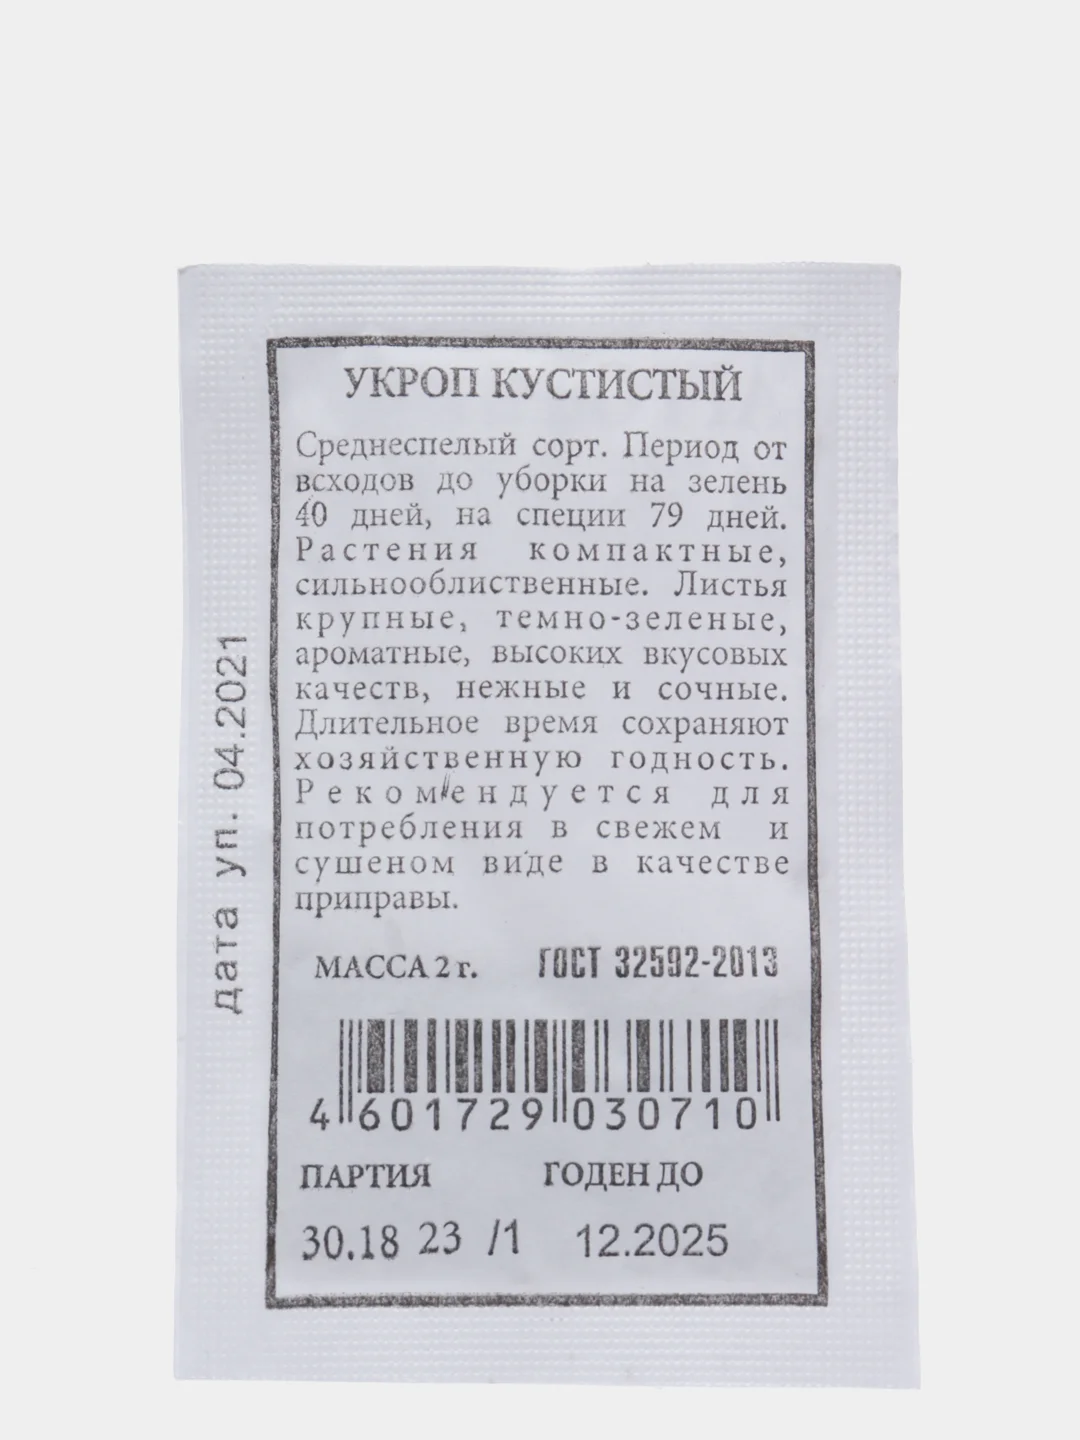 УКРОП КУСТИСТЫЙ
Среднеспелый сорт. Период от
всходов до уборки на зелень
40 дней, на специи 79 дней.
Растения компактные,
сильнооблиственные. Листья
крупные, темно-зеленые,
ароматные, высоких вкусовых
качеств, нежные и сочные.
Длительное время сохраняют
хозяйственную годность.
Рекомендуется для
потребления в свежем и
сушеном виде в качестве
приправы.
МАССА 2 г. ГОСТ 32592-2013
4 601729 030710
ПАРТИЯ ГОДЕН ДО
30.18 23 /1 12.2025
дата уп. 04.2021